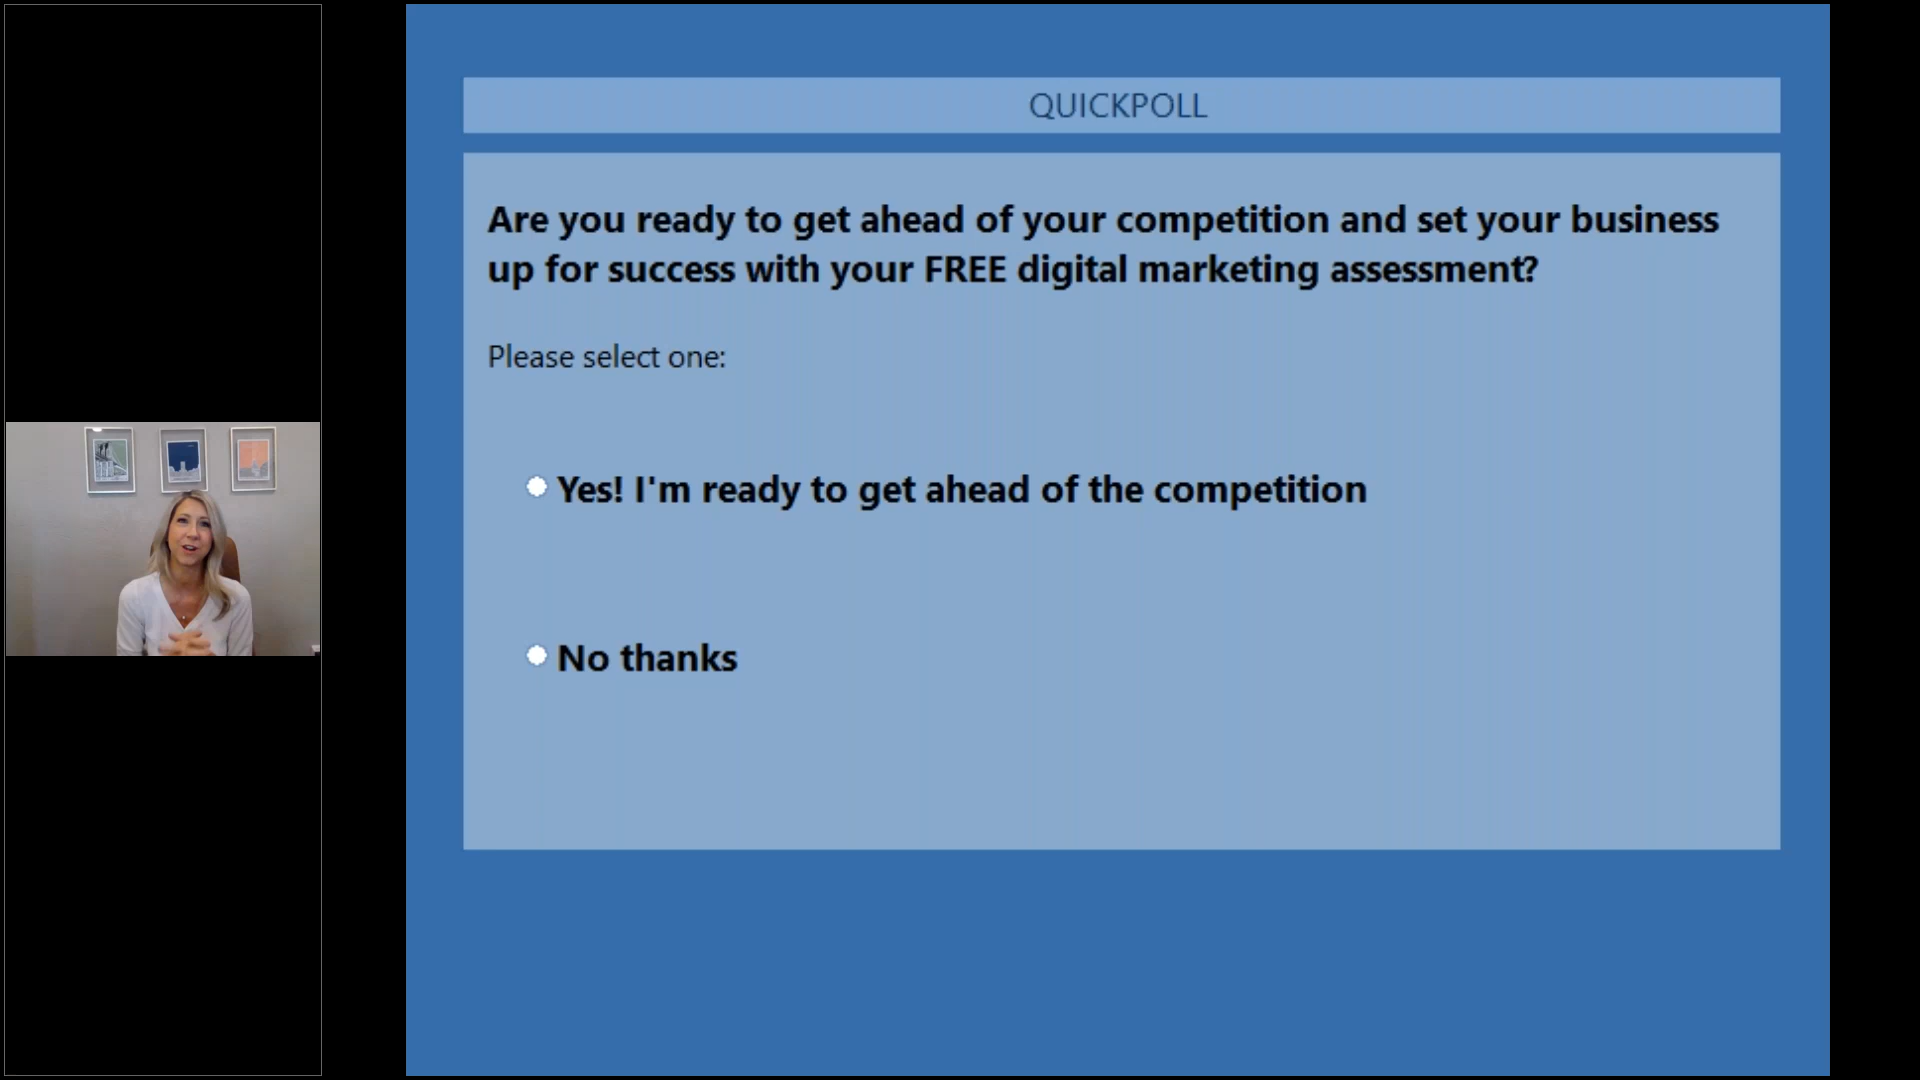 QUICKPOLL
Are you ready to get ahead of your competition and set your business
up for success with your FREE digital marketing assessment?
Please select one:
Yes! I'm ready to get ahead of the competition
No thanks